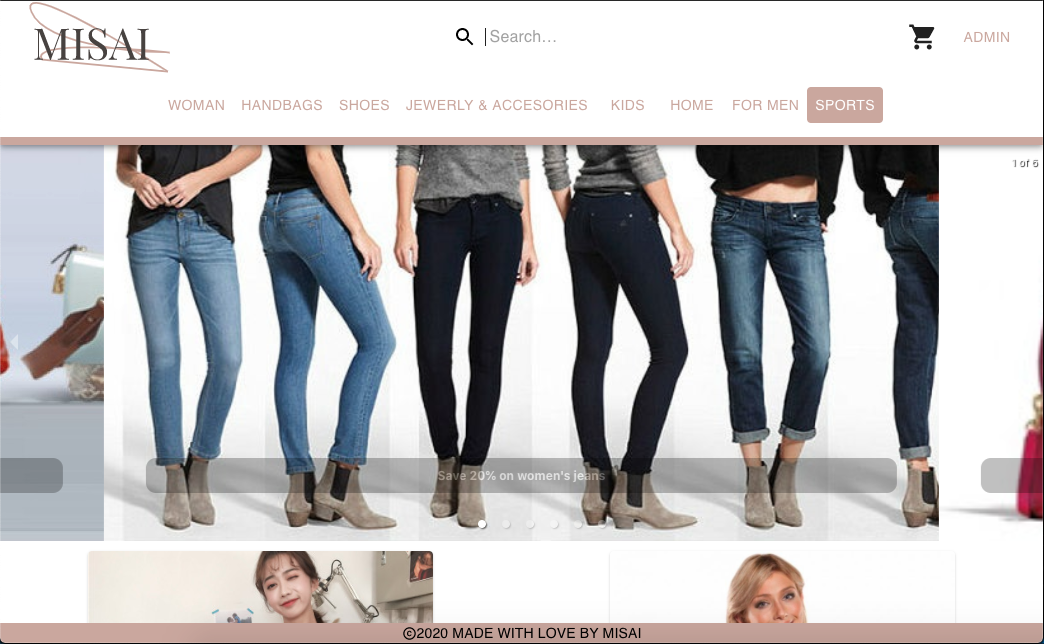 MISAI
Search...
ADMIN
WOMAN HANDBAGS SHOES JEWERLY & ACCESORIES KIDS HOME FOR MEN SPORTS
1 of 6
Save 20% on women's jeans
©2020 MADE WITH LOVE BY MISAI